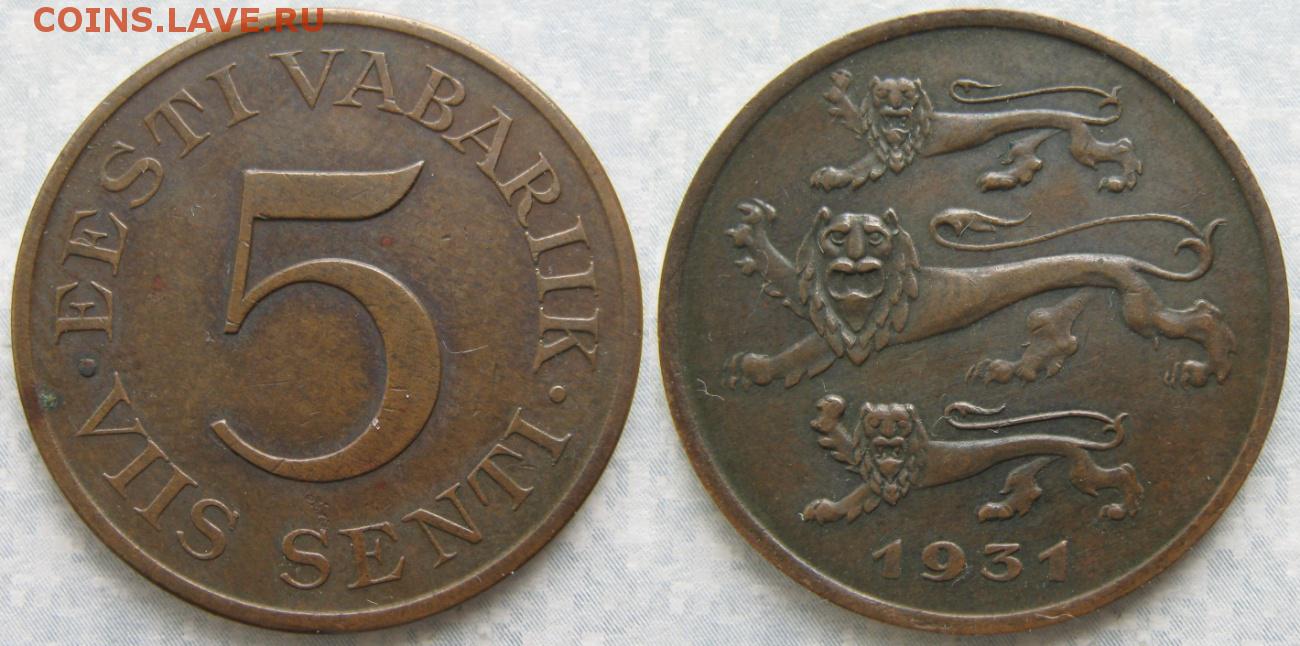 COINS.LAVE.RU
· EESTI VABARIIK ·
VIIS SENTI
5
1931